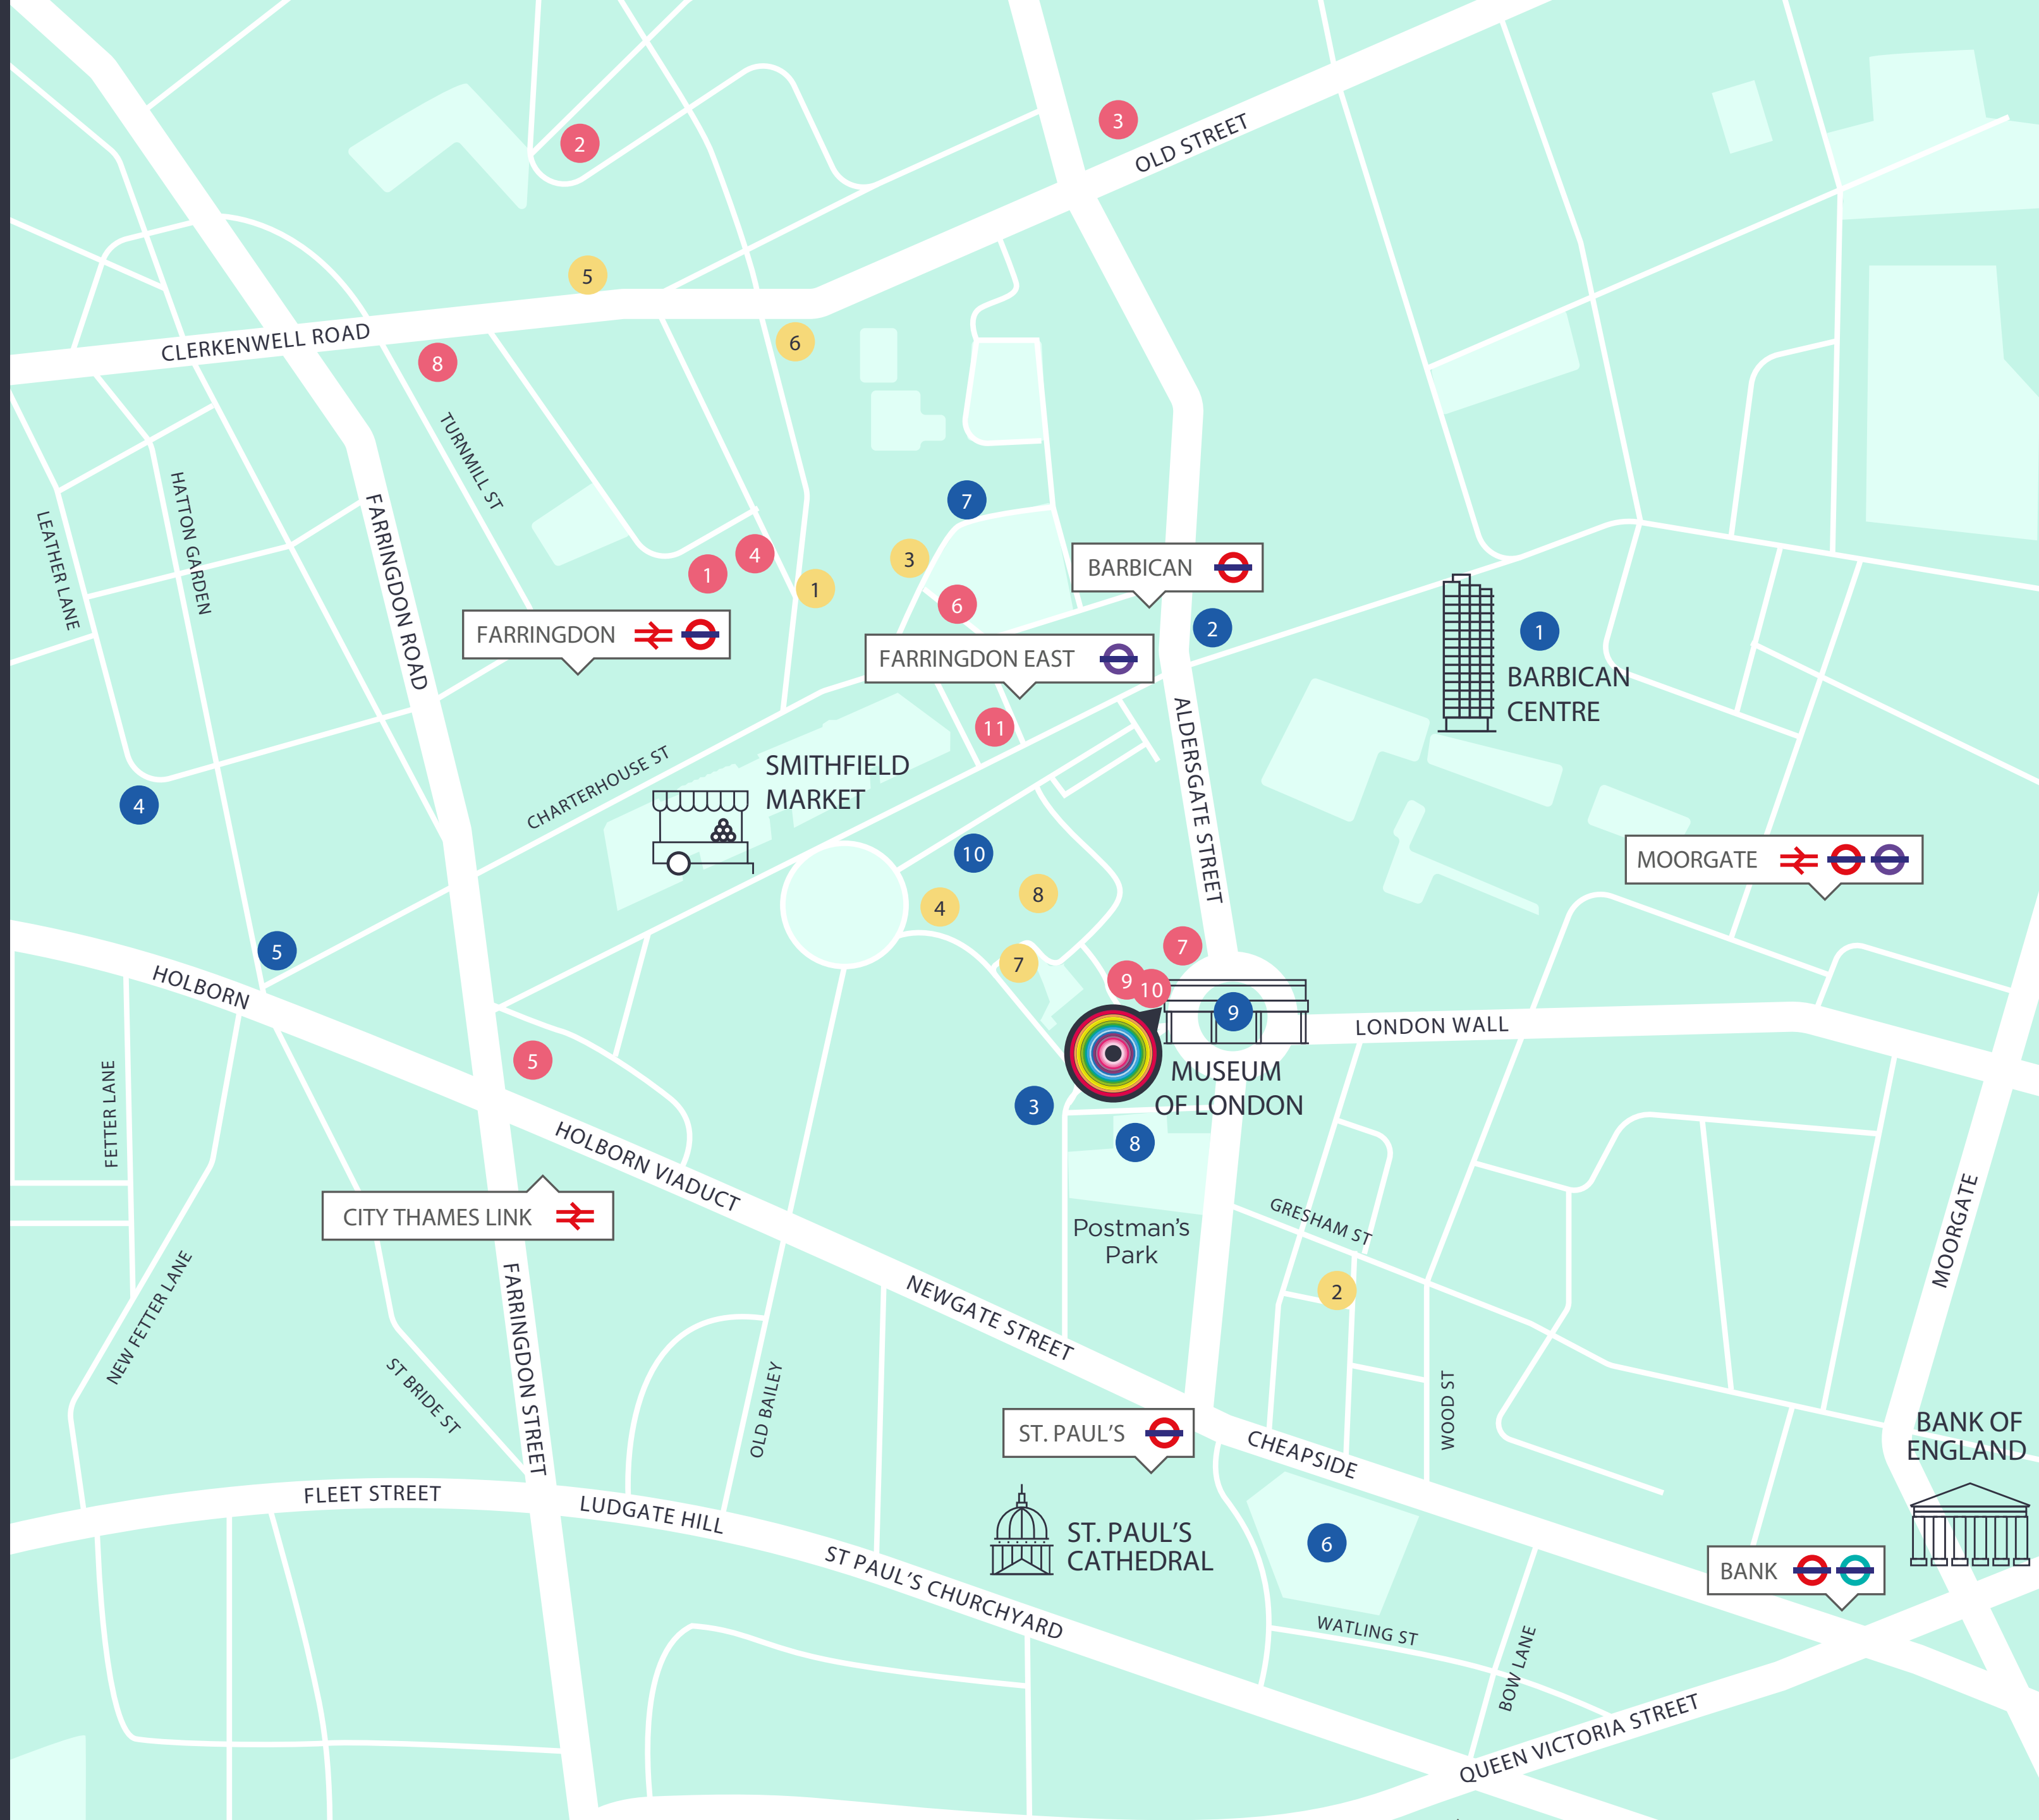 3
OLD STREET
2
5
CLERKENWELL ROAD
6
8
TURNMILL ST
HATTON GARDEN
LEATHER LANE
FARRINGDON ROAD
7
3
4
1
1
6
BARBICAN
2
1
FARRINGDON
FARRINGDON EAST
BARBICAN
CENTRE
11
ALDERSGATE STREET
CHARTERHOUSE ST
SMITHFIELD
MARKET
4
10
MOORGATE
4
8
5
7
7
9
10
HOLBORN
9
LONDON WALL
5
MUSEUM
OF LONDON
3
8
FETTER LANE
HOLBORN VIADUCT
CITY THAMES LINK
Postman's
Park
GRESHAM ST
MOORGATE
2
NEW FETTER LANE
NEWGATE STREET
ST BRIDE ST
FARRINGDON STREET
OLD BAILEY
WOOD ST
ST. PAUL'S
CHEAPSIDE
BANK OF
ENGLAND
FLEET STREET
LUDGATE HILL
ST. PAUL'S
CATHEDRAL
6
ST PAUL'S CHURCHYARD
BANK
WATLING ST
BOW LANE
QUEEN VICTORIA STREET